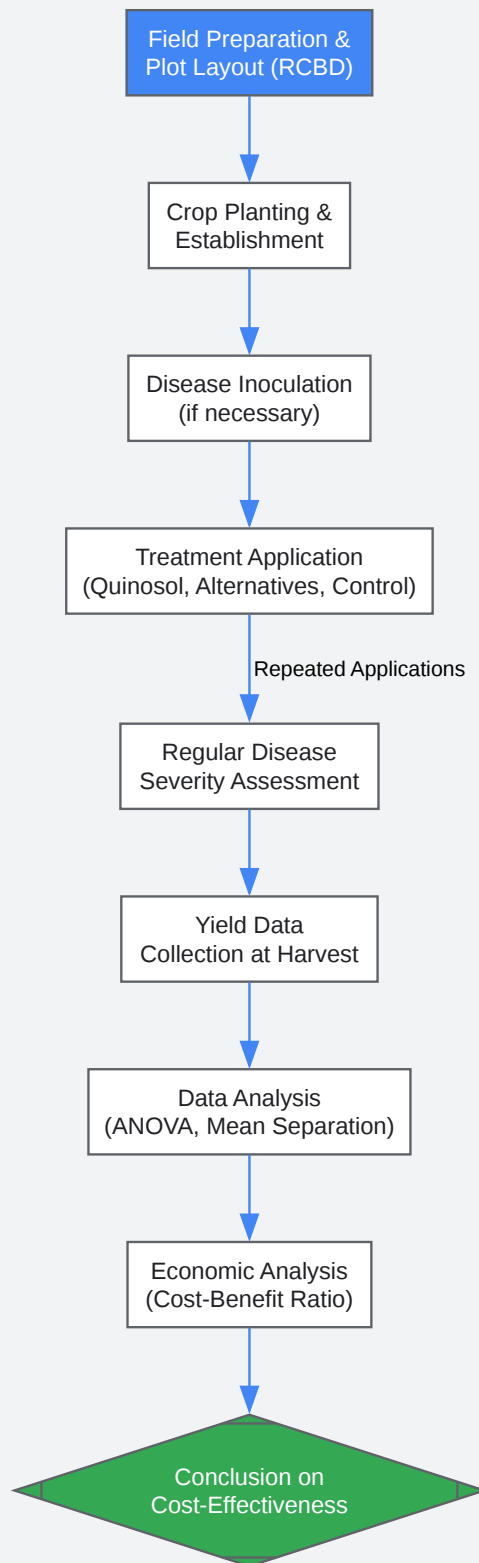 Field Preparation &
Plot Layout (RCBD)
Crop Planting &
Establishment
Disease Inoculation
(if necessary)
Treatment Application
(Quinosol, Alternatives, Control)
Repeated Applications
Regular Disease
Severity Assessment
Yield Data
Collection at Harvest
Data Analysis
(ANOVA, Mean Separation)
Economic Analysis
(Cost-Benefit Ratio)
Conclusion on
Cost-Effectiveness